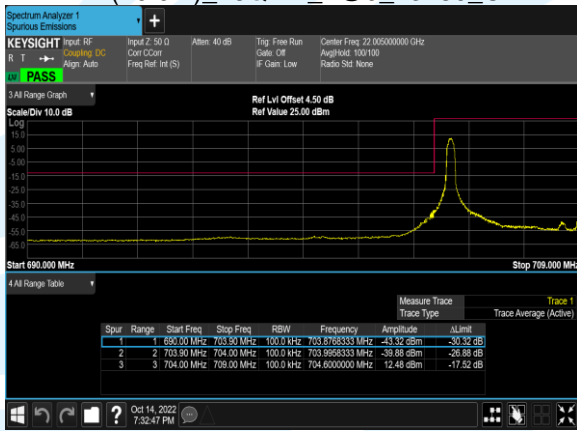 Spectrum Analyzer 1
Spurious Emissions
KEYSIGHT Input: RF Input Z: 50 Ω Atten: 40 dB Trig: Free Run Center Freq: 22.005000000 GHz
R T Coupling: DC Corr CCorr Gate: Off Avg|Hold: 100/100
Align: Auto Freq Ref: Int (S) IF Gain: Low Radio Std: None
PASS
3 All Range Graph
Ref Lvl Offset 4.50 dB
Scale/Div 10.0 dB Ref Value 25.00 dBm
Log
15.0
5.00
-5.00
-15.0
-25.0
-35.0
-45.0
-55.0
-65.0
Start 690.000 MHz Stop 709.000 MHz
4 All Range Table
Measure Trace Trace 1
Trace Type Trace Average (Active)
Spur Range Start Freq Stop Freq RBW Frequency Amplitude ΔLimit
1 1 690.00 MHz 703.90 MHz 100.0 kHz 703.8768333 MHz -43.32 dBm -30.32 dB
2 2 703.90 MHz 704.00 MHz 100.0 kHz 703.9958333 MHz -39.88 dBm -26.88 dB
3 3 704.00 MHz 709.00 MHz 100.0 kHz 704.6000000 MHz 12.48 dBm -17.52 dB
? Oct 14, 2022
7:32:47 PM